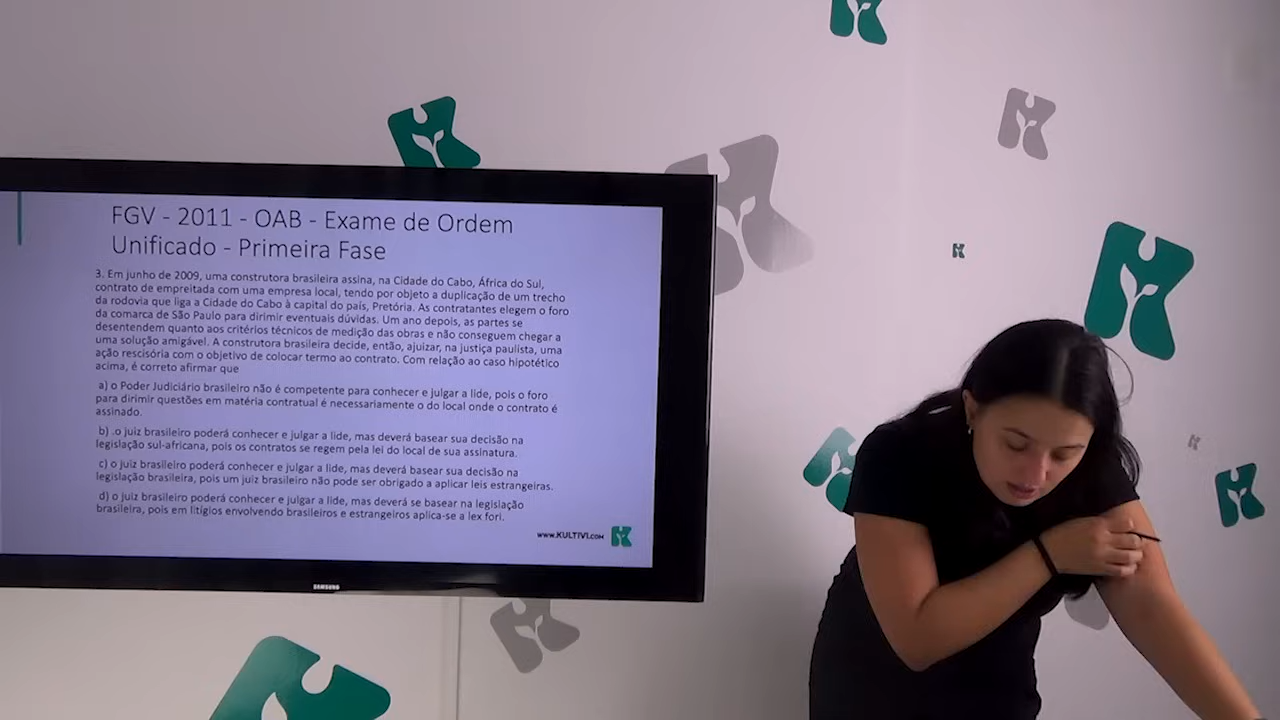 FGV - 2011 - OAB - Exame de Ordem
Unificado - Primeira Fase
3. Em junho de 2009, uma construtora brasileira assina, na Cidade do Cabo, África do Sul,
contrato de empreitada com uma empresa local, tendo por objeto a duplicação de um trecho
da rodovia que liga a Cidade do Cabo à capital do país, Pretória. As contratantes elegem o foro
da comarca de São Paulo para dirimir eventuais dúvidas. Um ano depois, as partes se
desentendem quanto aos critérios técnicos de medição das obras e não conseguem chegar a
uma solução amigável. A construtora brasileira decide, então, ajuizar, na justiça paulista, uma
ação rescisória com o objetivo de colocar termo ao contrato. Com relação ao caso hipotético
acima, é correto afirmar que
a) o Poder Judiciário brasileiro não é competente para conhecer e julgar a lide, pois o foro
para dirimir questões em matéria contratual é necessariamente o do local onde o contrato é
assinado.
b) .o juiz brasileiro poderá conhecer e julgar a lide, mas deverá basear sua decisão na
legislação sul-africana, pois os contratos se regem pela lei do local de sua assinatura.
c) o juiz brasileiro poderá conhecer e julgar a lide, mas deverá basear sua decisão na
legislação brasileira, pois um juiz brasileiro não pode ser obrigado a aplicar leis estrangeiras.
d) o juiz brasileiro poderá conhecer e julgar a lide, mas deverá se basear na legislação
brasileira, pois em litígios envolvendo brasileiros e estrangeiros aplica-se a lex fori.
www.KULTIVI.com
SAMSUNG